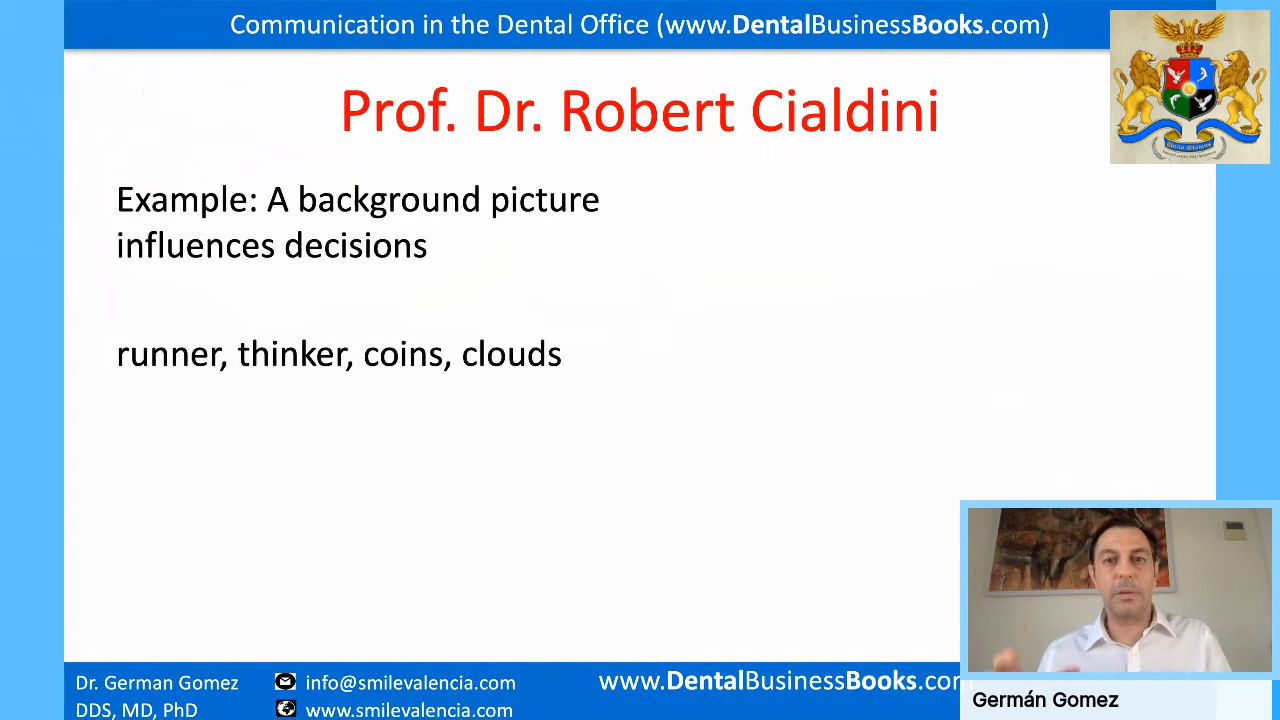 Communication in the Dental Office (www.DentalBusinessBooks.com)
Prof. Dr. Robert Cialdini
Example: A background picture
influences decisions
runner, thinker, coins, clouds
Dr. German Gomez
DDS, MD, PhD
info@smilevalencia.com
www.smilevalencia.com
www.DentalBusinessBooks.com
Germán Gomez